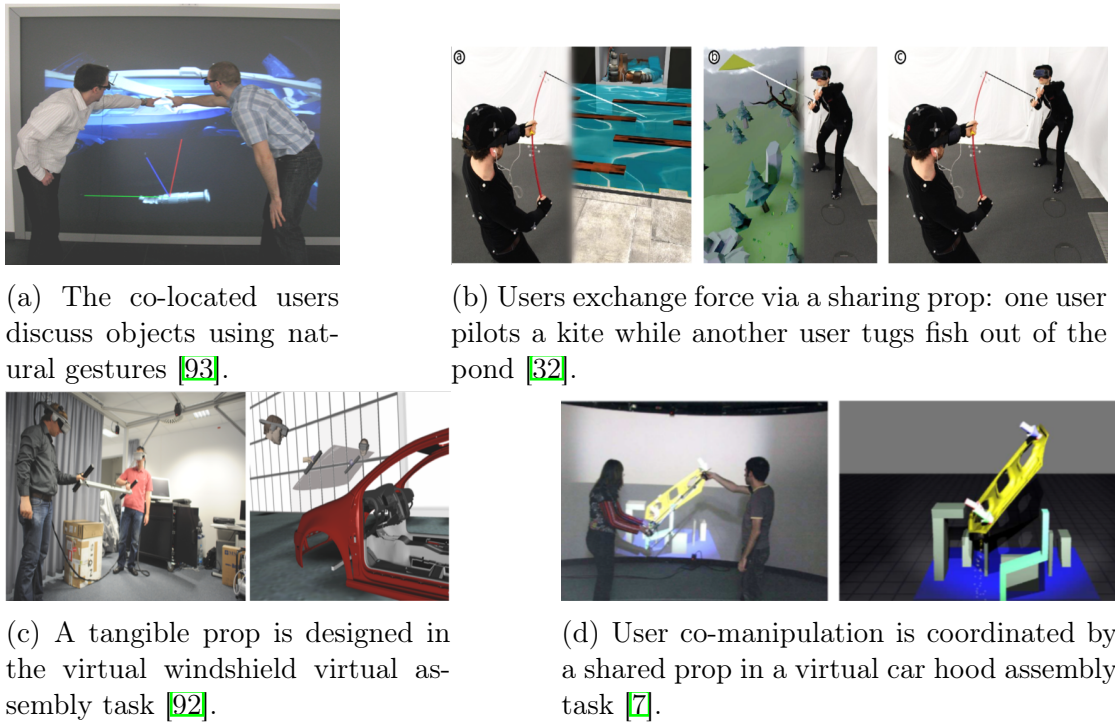 ⓐ
ⓑ
ⓒ
(a) The co-located users
discuss objects using nat-
ural gestures [93].
(b) Users exchange force via a sharing prop: one user
pilots a kite while another user tugs fish out of the
pond [32].
(c) A tangible prop is designed in
the virtual windshield virtual as-
sembly task [92].
(d) User co-manipulation is coordinated by
a shared prop in a virtual car hood assembly
task [7].